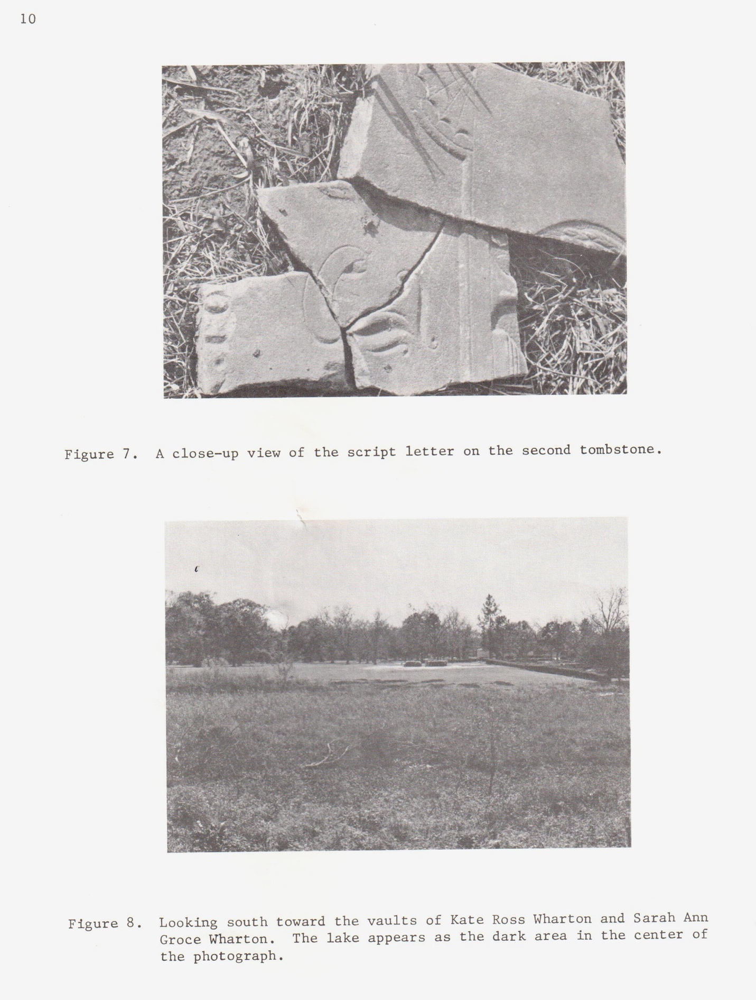 10
Figure 7. A close-up view of the script letter on the second tombstone.
Figure 8. Looking south toward the vaults of Kate Ross Wharton and Sarah Ann
Groce Wharton. The lake appears as the dark area in the center of
the photograph.